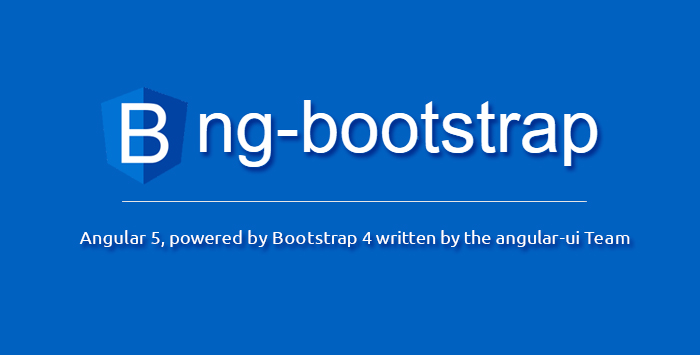 B ng-bootstrap
Angular 5, powered by Bootstrap 4 written by the angular-ui Team